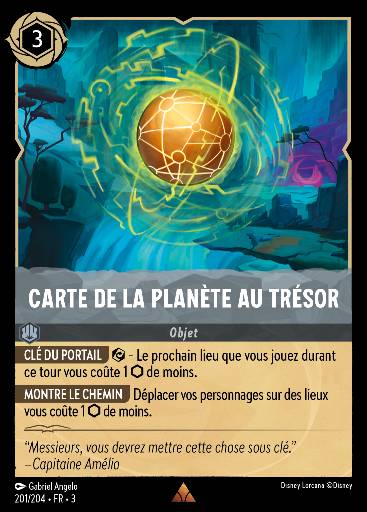 3
CARTE DE LA PLANÈTE AU TRÉSOR
Objet
CLÉ DU PORTAIL - Le prochain lieu que vous jouez durant
ce tour vous coûte 1 de moins.
MONTRE LE CHEMIN Déplacer vos personnages sur des lieux
vous coûte 1 de moins.
“Messieurs, vous devrez mettre cette chose sous clé.”
–Capitaine Amélia
Gabriel Angelo
201/204 • FR • 3
Disney Lorcana ©Disney